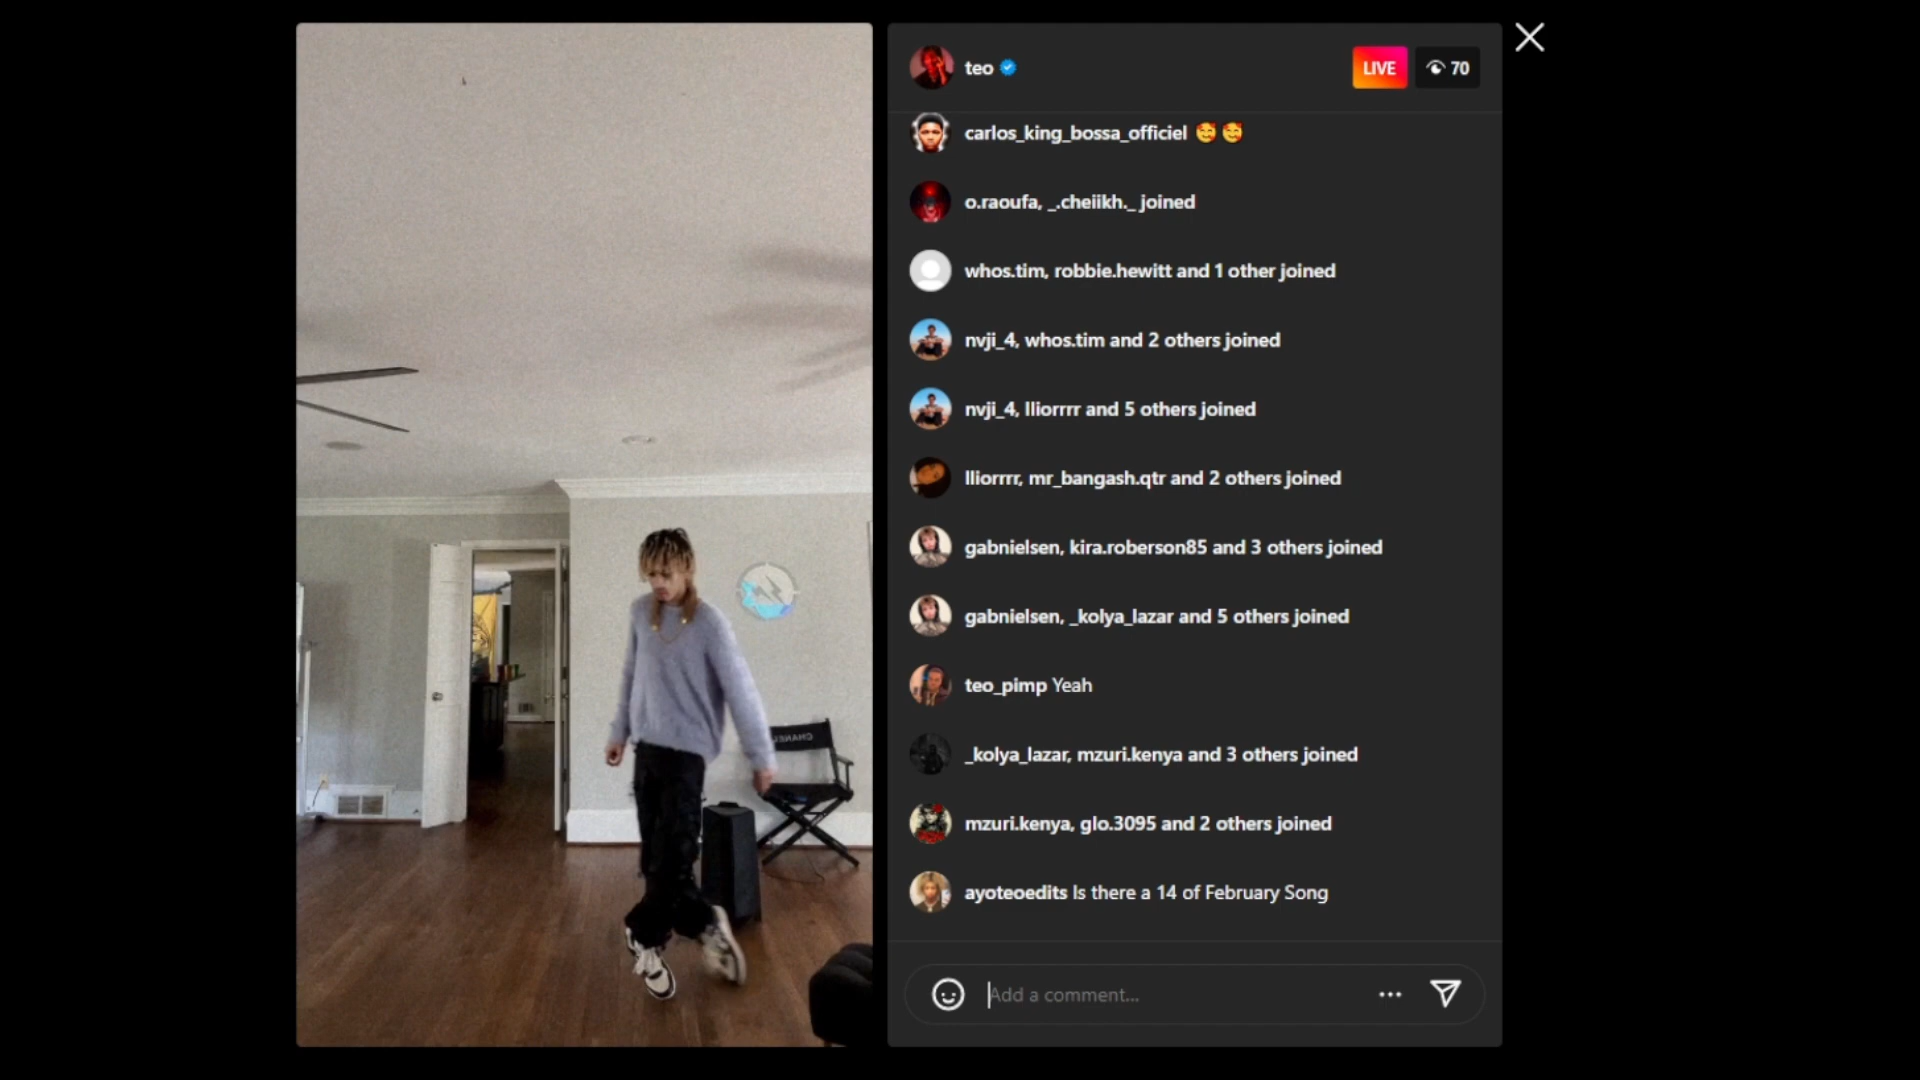 teo
LIVE
70
carlos_king_bossa_officiel 🥰 🥰
o.raoufa, _.cheiikh._ joined
whos.tim, robbie.hewitt and 1 other joined
nvji_4, whos.tim and 2 others joined
nvji_4, lliorrrr and 5 others joined
lliorrrr, mr_bangash.qtr and 2 others joined
gabnielsen, kira.roberson85 and 3 others joined
gabnielsen, _kolya_lazar and 5 others joined
teo_pimp Yeah
_kolya_lazar, mzuri.kenya and 3 others joined
mzuri.kenya, glo.3095 and 2 others joined
ayoteoedits Is there a 14 of February Song
Add a comment...
CHANEL